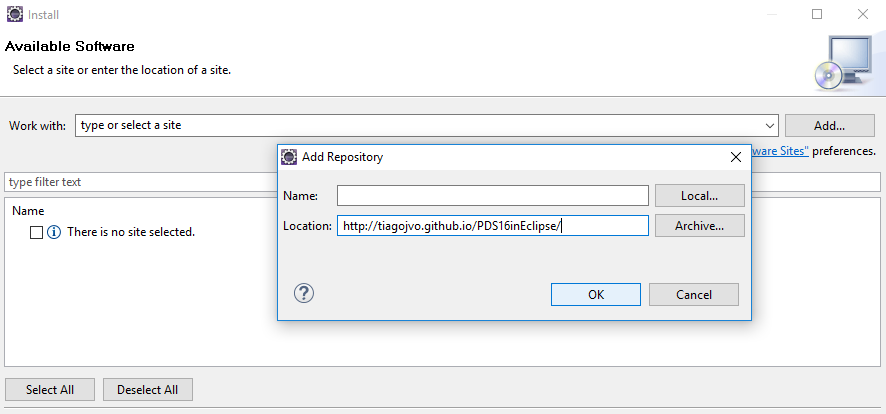 Install
Available Software
Select a site or enter the location of a site.
Work with: type or select a site Add...
ware Sites" preferences.
type filter text
Name
There is no site selected.
Add Repository
Name: Local...
Location: http://tiagojvo.github.io/PDS16inEclipse/ Archive...
? OK Cancel
Select All Deselect All